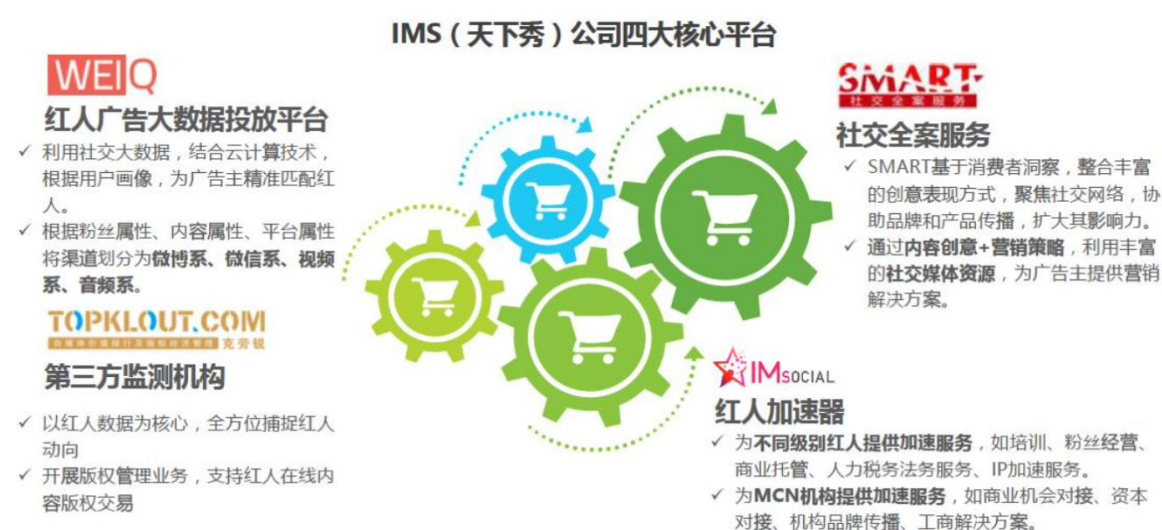 IMS（天下秀）公司四大核心平台
WEIQ
红人广告大数据投放平台
✓ 利用社交大数据，结合云计算技术，
根据用户画像，为广告主精准匹配红
人。
✓ 根据粉丝属性、内容属性、平台属性
将渠道划分为微博系、微信系、视频
系、音频系。
TOPKLOUT.COM
克劳锐
第三方监测机构
✓ 以红人数据为核心，全方位捕捉红人
动向
✓ 开展版权管理业务，支持红人在线内
容版权交易
SMART
社交全案服务
社交全案服务
✓ SMART基于消费者洞察，整合丰富
的创意表现方式，聚焦社交网络，协
助品牌和产品传播，扩大其影响力。
✓ 通过内容创意+营销策略，利用丰富
的社交媒体资源，为广告主提供营销
解决方案。
IMSOCIAL
红人加速器
✓ 为不同级别红人提供加速服务，如培训、粉丝经营、
商业托管、人力税务法务服务、IP加速服务。
✓ 为MCN机构提供加速服务，如商业机会对接、资本
对接、机构品牌传播、工商解决方案。